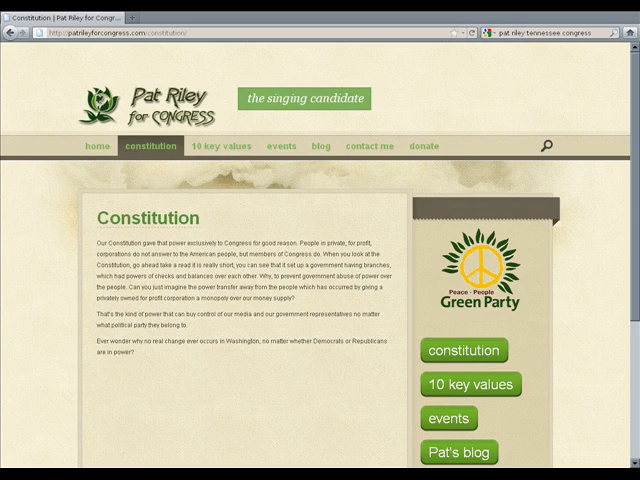 Constitution | Pat Riley for Congr...
http://patrileyforcongress.com/constitution/
pat riley tennessee congress
Pat Riley
for CONGRESS
the singing candidate
home constitution 10 key values events blog contact me donate
Constitution
Our Constitution gave that power exclusively to Congress for good reason. People in private, for profit,
corporations do not answer to the American people, but members of Congress do. When you look at the
Constitution, go ahead take a read it is really short, you can see that it set up a government having branches,
which had powers of checks and balances over each other. Why, to prevent government abuse of power over
the people. Can you just imagine the power transfer away from the people which has occurred by giving a
privately owned for profit corporation a monopoly over our money supply?
That's the kind of power that can buy control of our media and our government representatives no matter
what political party they belong to.
Ever wonder why no real change ever occurs in Washington, no matter whether Democrats or Republicans
are in power?
Peace - People
Green Party
constitution
10 key values
events
Pat's blog